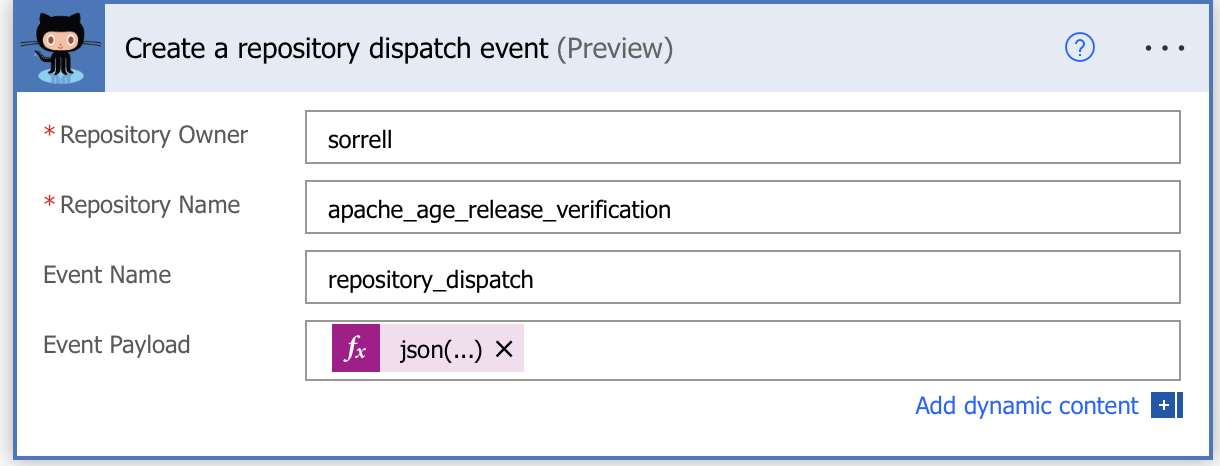 Create a repository dispatch event (Preview) ? ...
* Repository Owner sorrell
* Repository Name apache_age_release_verification
Event Name repository_dispatch
Event Payload fx json(...) ×
Add dynamic content +